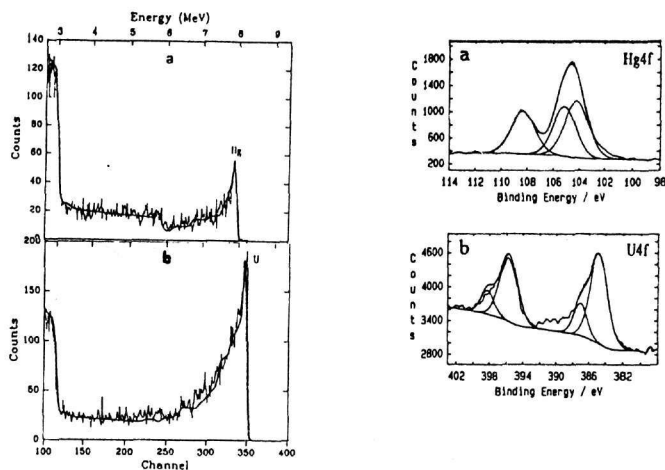 Energy (MeV)
3 4 5 6 7 8 9
140
120
100
80
60
40
20
0
Counts
a
Hg
200
150
100
50
0
Counts
b
U
100 150 200 250 300 350 400
Channel
a
Hg4f
Counts
1800
1400
1000
600
200
114 112 110 108 106 104 102 100 98
Binding Energy / eV
b
U4f
Counts
4600
4000
3400
2800
402 398 394 390 386 382
Binding Energy / eV